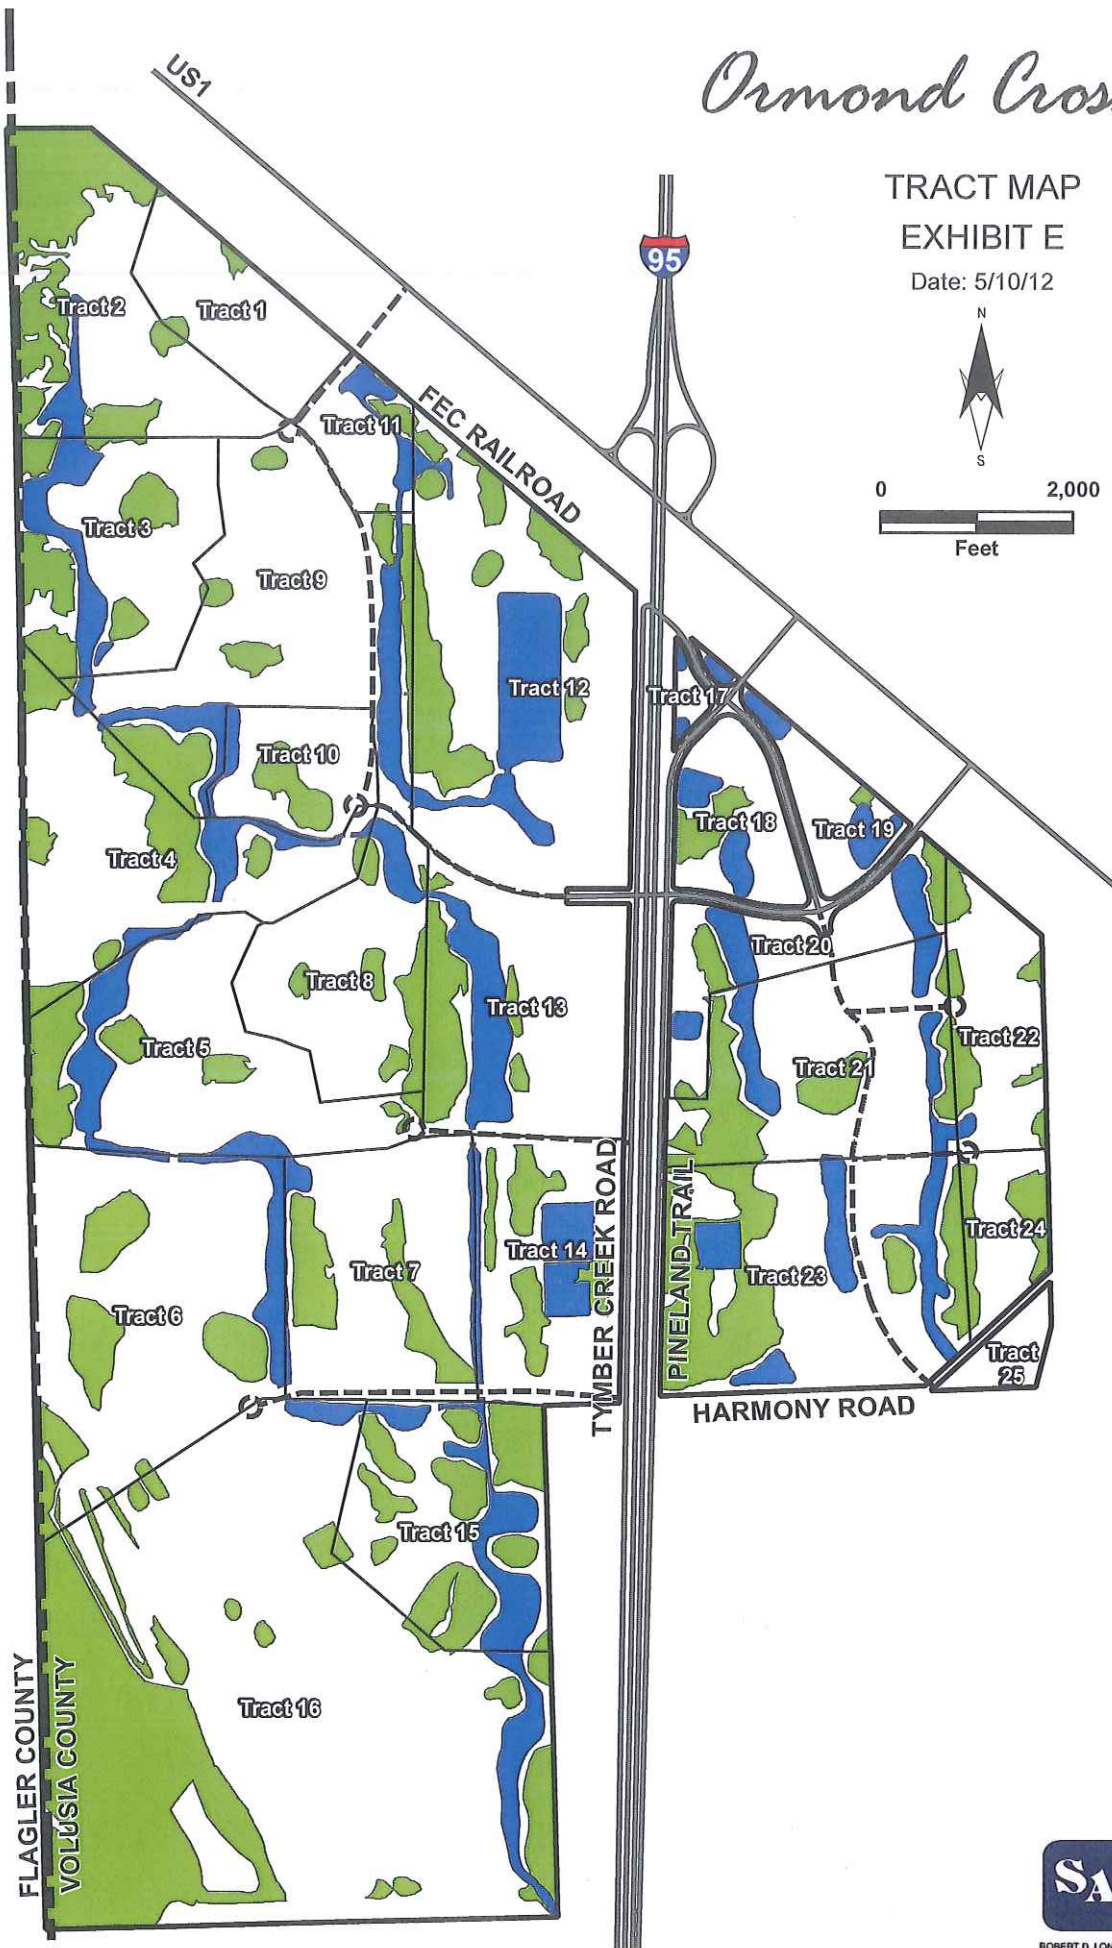 Ormond
US1
TRACT MAP
EXHIBIT E
Date: 5/10/12
N
S
0 2,000
Feet
95
FEC RAILROAD
Tract 2
Tract 1
Tract 11
Tract 3
Tract 9
Tract 12
Tract 17
Tract 10
Tract 18
Tract 19
Tract 4
Tract 20
Tract 8
Tract 13
Tract 5
Tract 22
Tract 21
TYMBER CREEK ROAD
PINELAND TRAIL
Tract 24
Tract 14
Tract 7
Tract 23
Tract 6
Tract
25
HARMONY ROAD
Tract 15
Tract 16
FLAGLER COUNTY
VOLUSIA COUNTY
SA
ROBERT D. LON